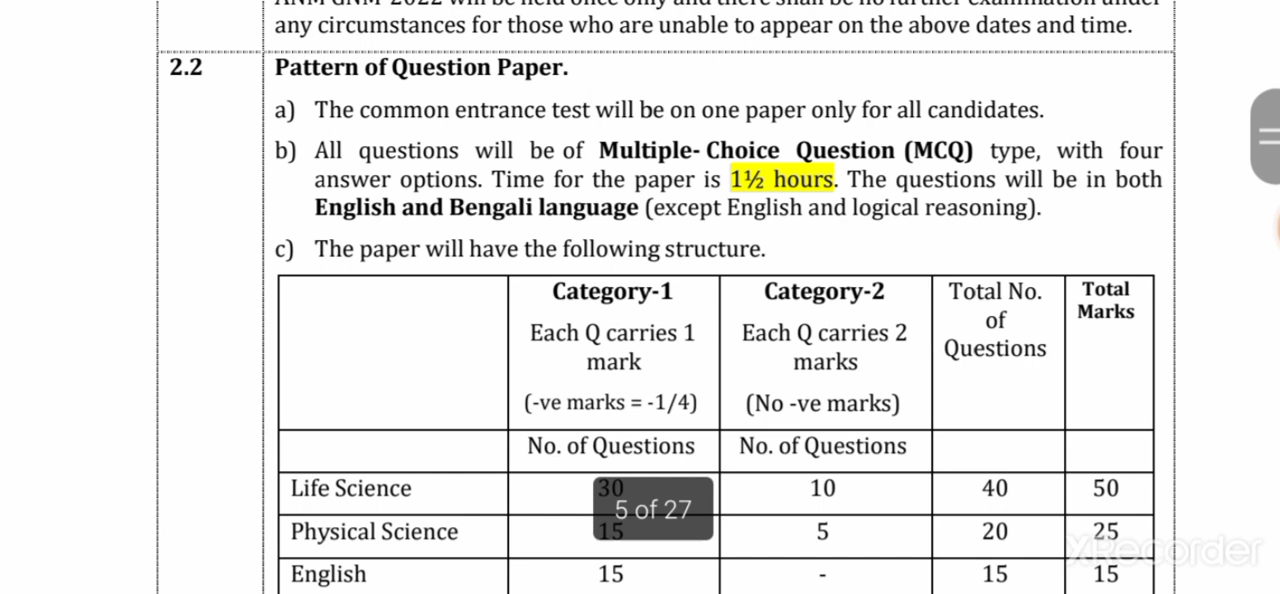 any circumstances for those who are unable to appear on the above dates and time.
2.2 Pattern of Question Paper.
a) The common entrance test will be on one paper only for all candidates.
b) All questions will be of Multiple- Choice Question (MCQ) type, with four
answer options. Time for the paper is 1½ hours. The questions will be in both
English and Bengali language (except English and logical reasoning).
c) The paper will have the following structure.
Category-1 Category-2 Total No. Total
of Marks
Each Q carries 1 Each Q carries 2 Questions
mark marks
(-ve marks = -1/4) (No -ve marks)
No. of Questions No. of Questions
Life Science 30 10 40 50
5 of 27
Physical Science 15 5 20 25
XRecorder
English 15 - 15 15